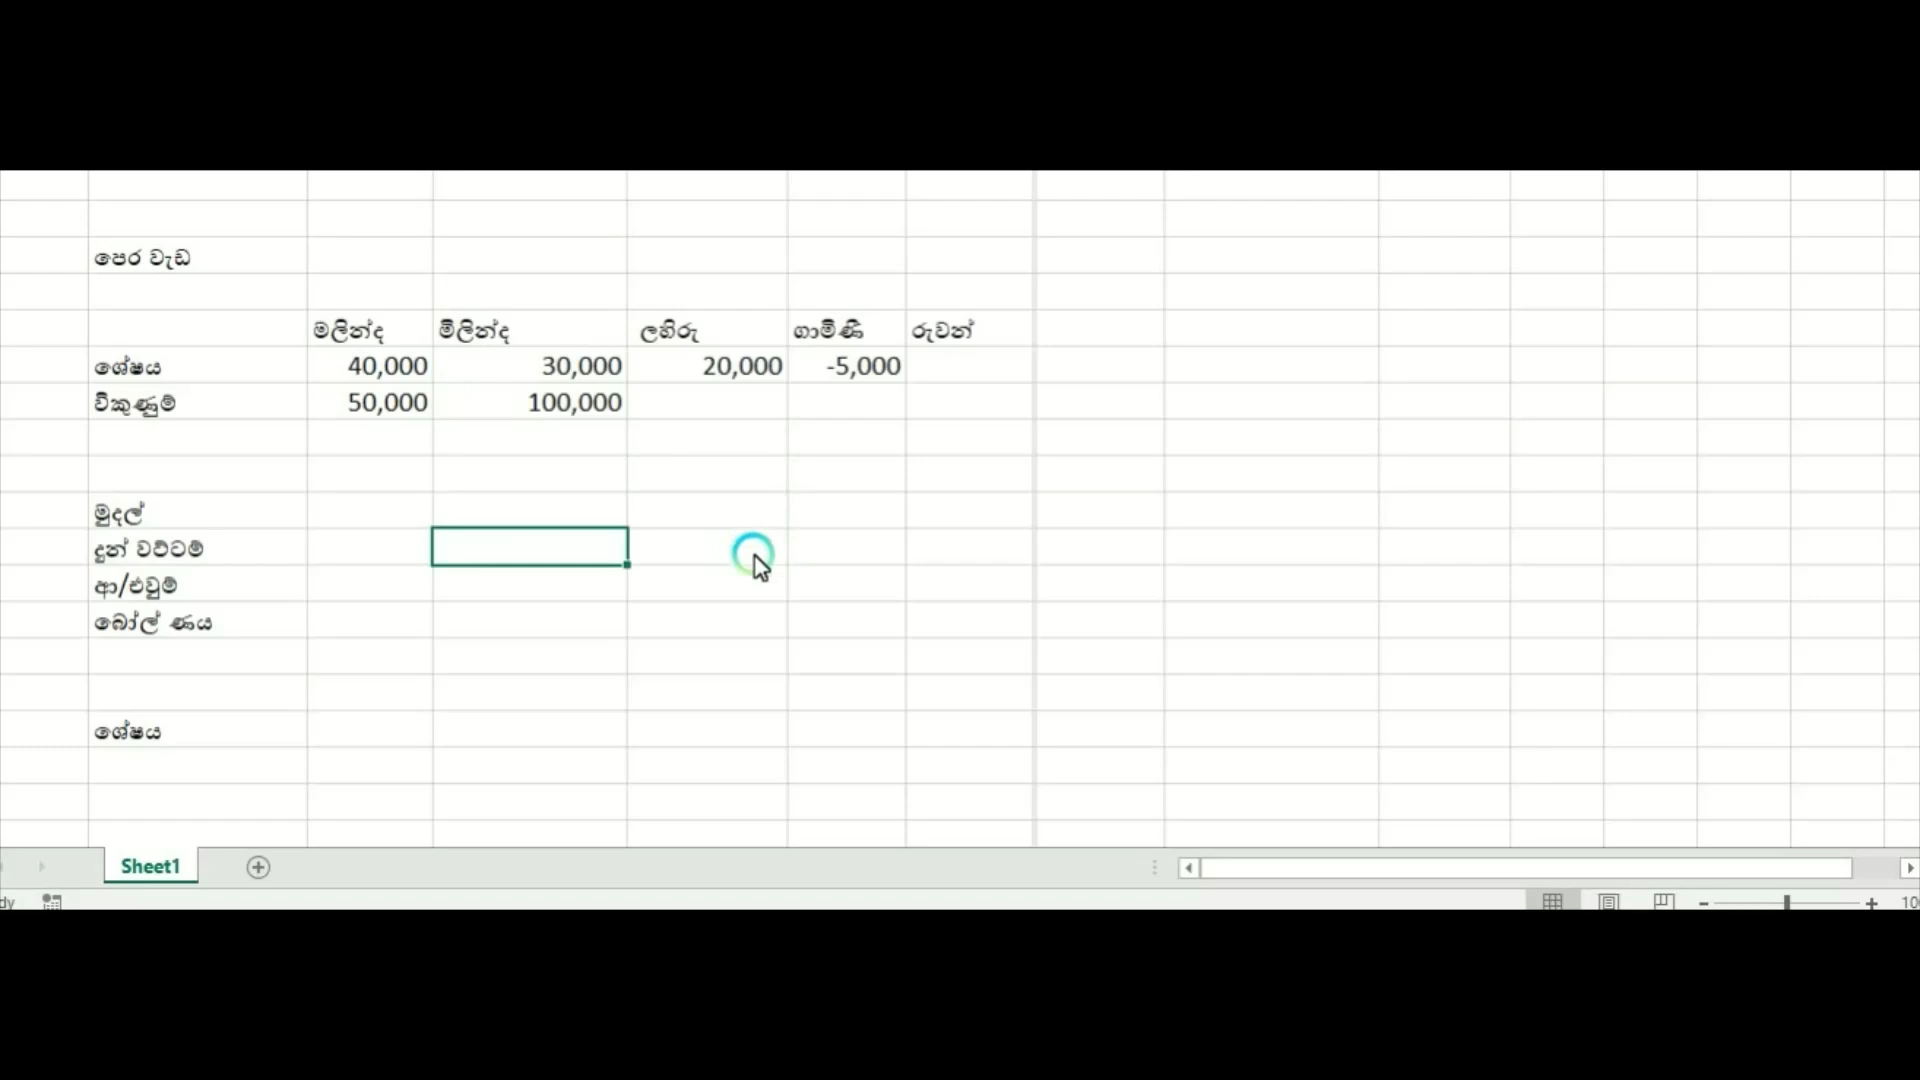 පෙර වැඩ
මලින්ද මිලින්ද ලහිරු ගාමිණී රුවන්
ශේෂය 40,000 30,000 20,000 -5,000
විකුණුම් 50,000 100,000
මුදල්
දුන් වට්ටම්
ආ/එවුම්
බෝල් ණය
ශේෂය
Sheet1